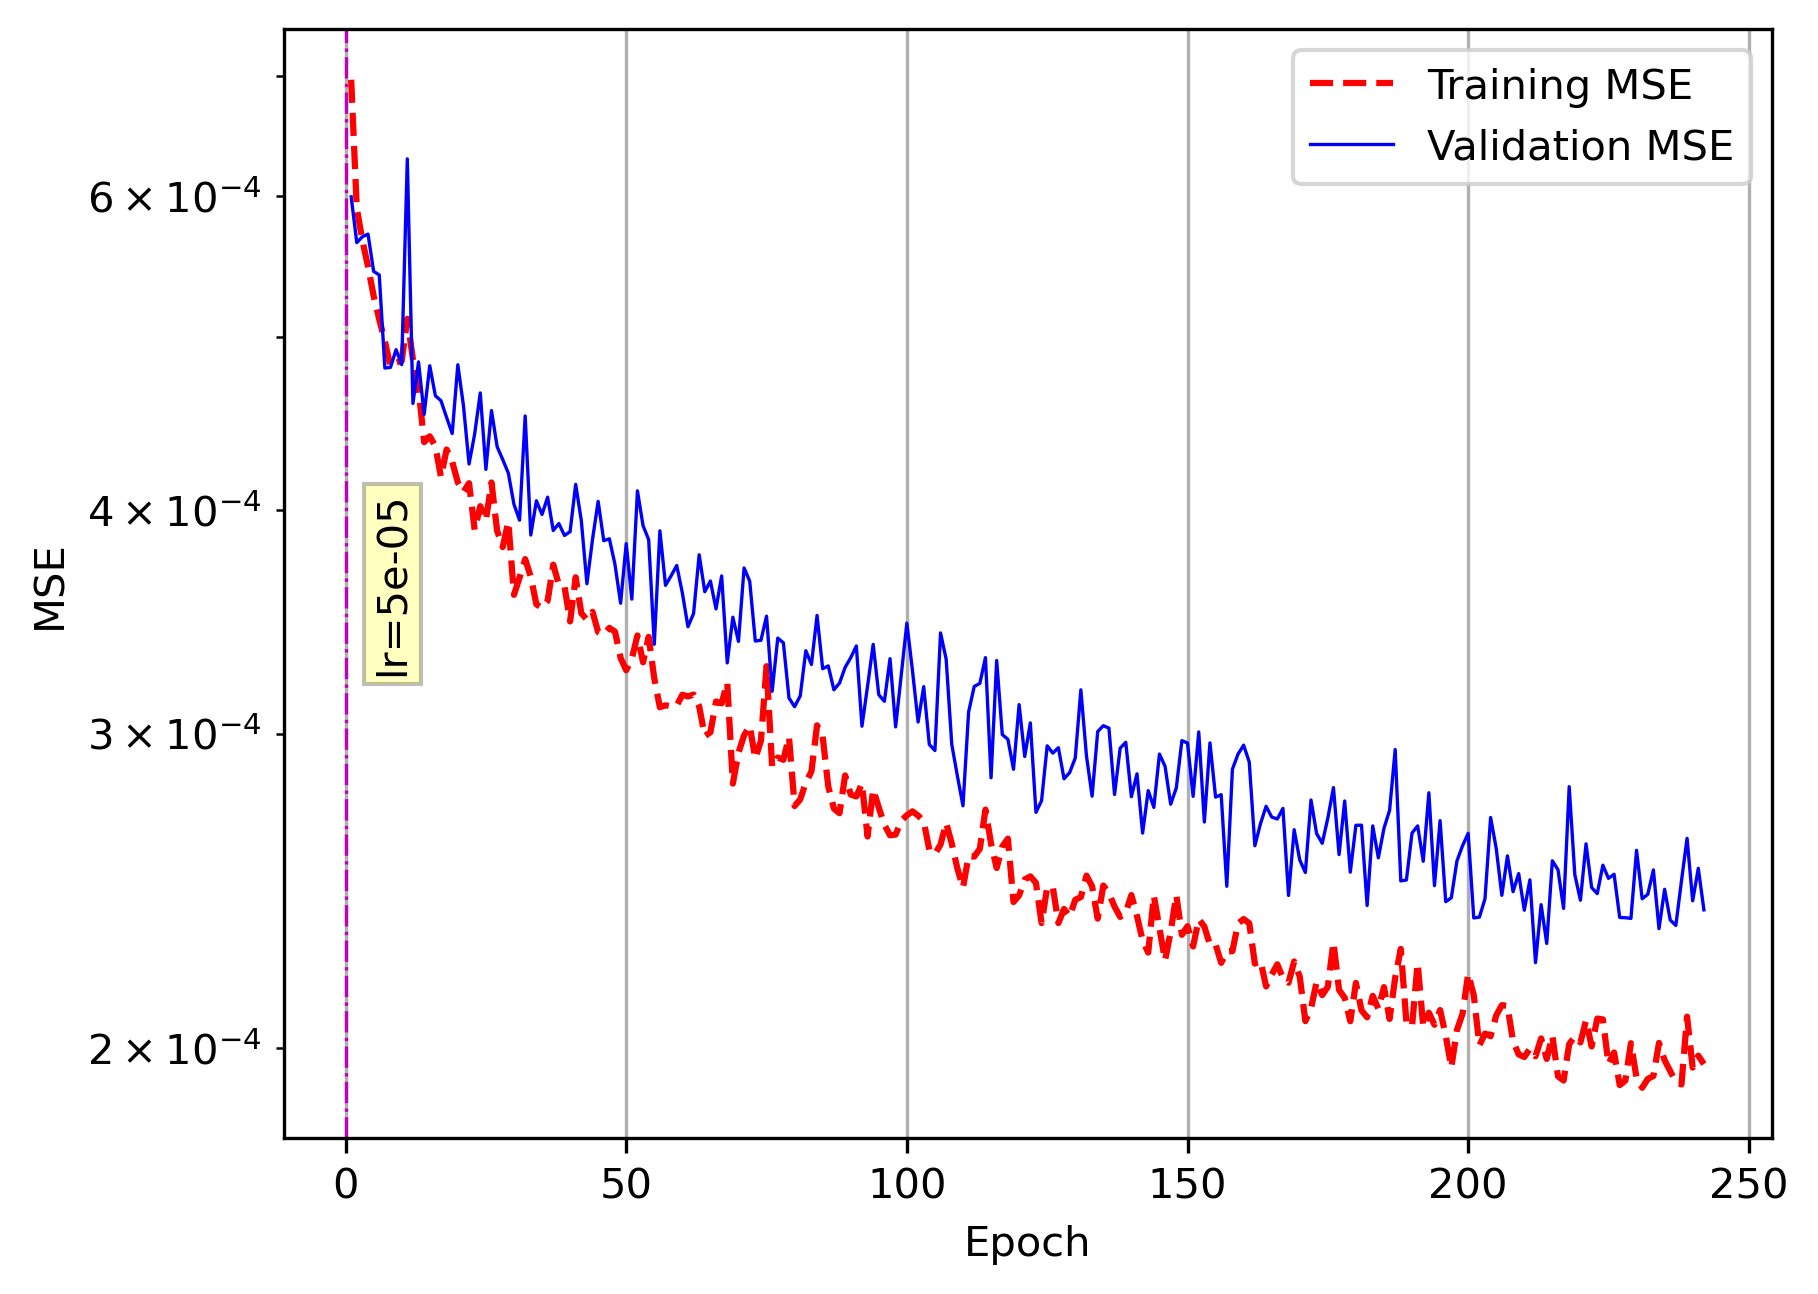 Training MSE
Validation MSE
6 × 10⁻⁴
4 × 10⁻⁴
3 × 10⁻⁴
2 × 10⁻⁴
MSE
lr=5e-05
0 50 100 150 200 250
Epoch